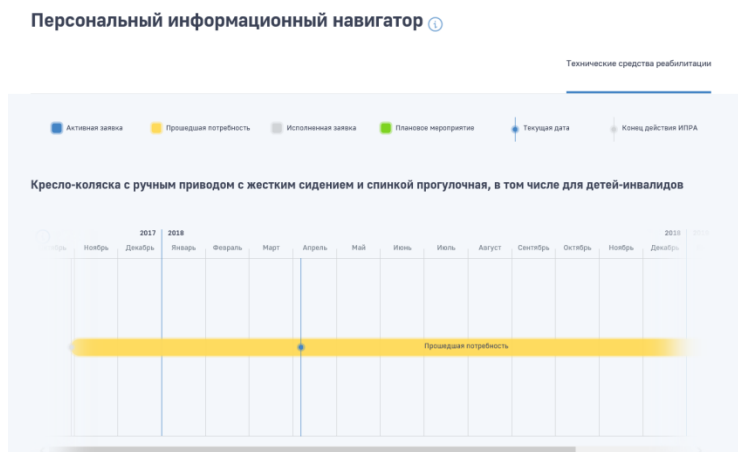 Персональный информационный навигатор
Технические средства реабилитации
Активная заявка Прошедшая потребность Исполненная заявка Плановое мероприятие Текущая дата Конец действия ИПРА
Кресло-коляска с ручным приводом с жестким сидением и спинкой прогулочная, в том числе для детей-инвалидов
2017 2018
Ноябрь Декабрь Январь Февраль Март Апрель Май Июнь Июль Август Сентябрь Октябрь Ноябрь Декабрь
Прошедшая потребность